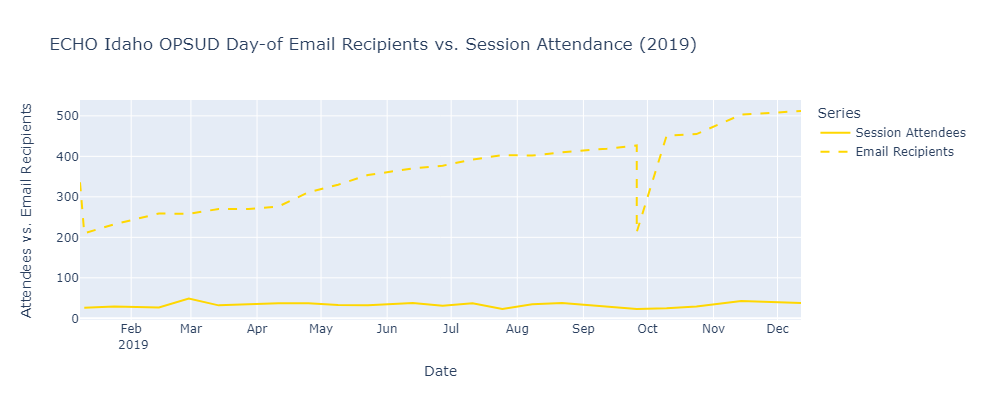 ECHO Idaho OPSUD Day-of Email Recipients vs. Session Attendance (2019)
Attendees vs. Email Recipients
500
400
300
200
100
0
Feb Mar Apr May Jun Jul Aug Sep Oct Nov Dec
2019
Date
Series
Session Attendees
Email Recipients